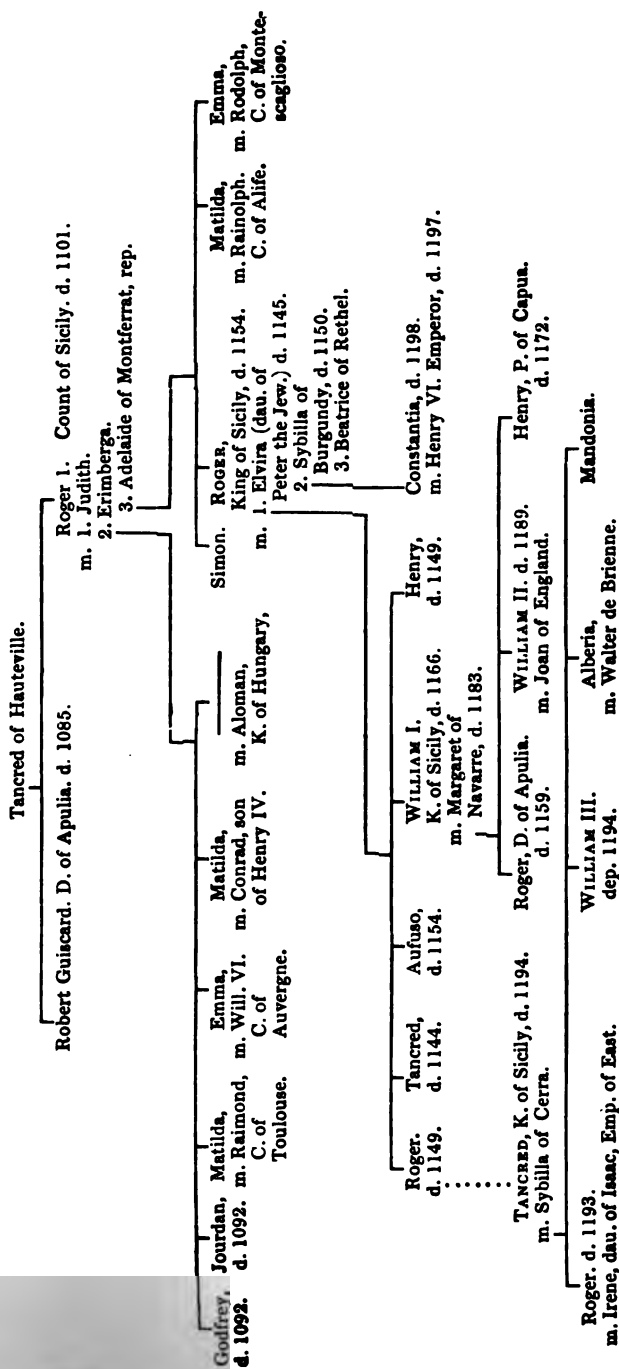 Tancred of Hauteville.
Robert Guiscard. D. of Apulia. d. 1085.
Roger I. Count of Sicily. d. 1101.
m. 1. Judith.
2. Erimberga.
3. Adelaide of Montferrat, rep.
Godfrey,
d. 1092.
Jourdan,
d. 1092.
Matilda,
m. Raimond,
C. of
Toulouse.
Emma,
m. Will. VI.
C. of
Auvergne.
Matilda,
m. Conrad, son
of Henry IV.
m. Aloman,
K. of Hungary,
Simon.
ROGER,
King of Sicily, d. 1154.
m. 1. Elvira (dau. of
Peter the Jew.) d. 1145.
2. Sybilla of
Burgundy, d. 1150.
3. Beatrice of Rethel.
Matilda,
m. Rainolph.
C. of Alife.
Emma,
m. Rodolph,
C. of Monte-
scaglioso.
Roger.
d. 1149.
Tancred,
d. 1144.
Aufuso,
d. 1154.
WILLIAM I.
K. of Sicily, d. 1166.
m. Margaret of
Navarre, d. 1183.
Henry,
d. 1149.
Constantia, d. 1198.
m. Henry VI. Emperor, d. 1197.
TANCRED, K. of Sicily, d. 1194.
m. Sybilla of Cerra.
Roger, D. of Apulia.
d. 1159.
WILLIAM II. d. 1189.
m. Joan of England.
Henry, P. of Capua.
d. 1172.
Roger. d. 1193.
m. Irene, dau. of Isaac, Emp. of East.
WILLIAM III.
dep. 1194.
Alberia,
m. Walter de Brienne.
Mandonia.